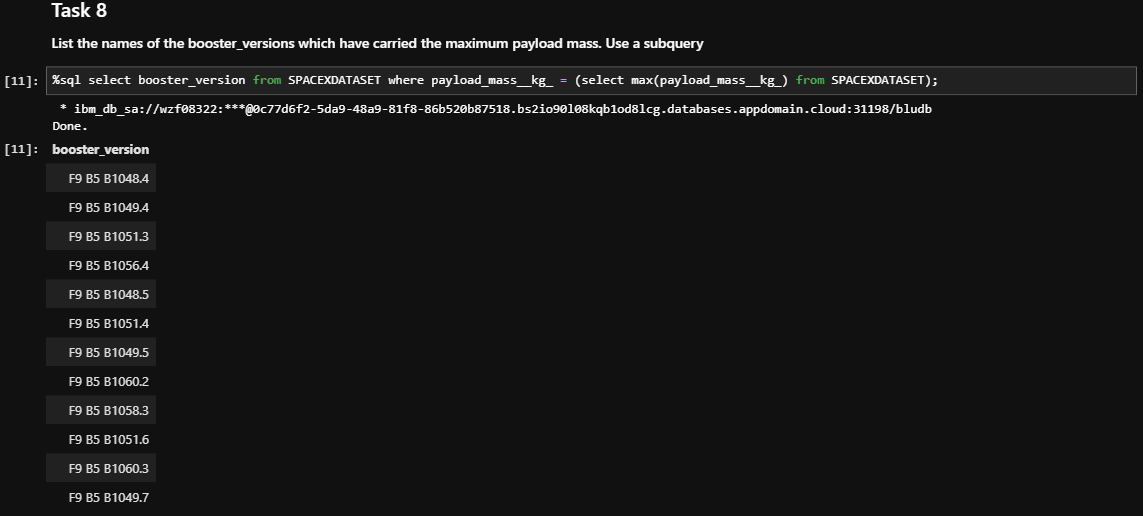 Task 8
List the names of the booster_versions which have carried the maximum payload mass. Use a subquery
[11]: %sql select booster_version from SPACEXDATASET where payload_mass__kg_ = (select max(payload_mass__kg_) from SPACEXDATASET);
* ibm_db_sa://wzf08322:***@0c77d6f2-5da9-48a9-81f8-86b520b87518.bs2io90l08kqb1od8lcg.databases.appdomain.cloud:31198/bludb
Done.
[11]: booster_version
F9 B5 B1048.4
F9 B5 B1049.4
F9 B5 B1051.3
F9 B5 B1056.4
F9 B5 B1048.5
F9 B5 B1051.4
F9 B5 B1049.5
F9 B5 B1060.2
F9 B5 B1058.3
F9 B5 B1051.6
F9 B5 B1060.3
F9 B5 B1049.7